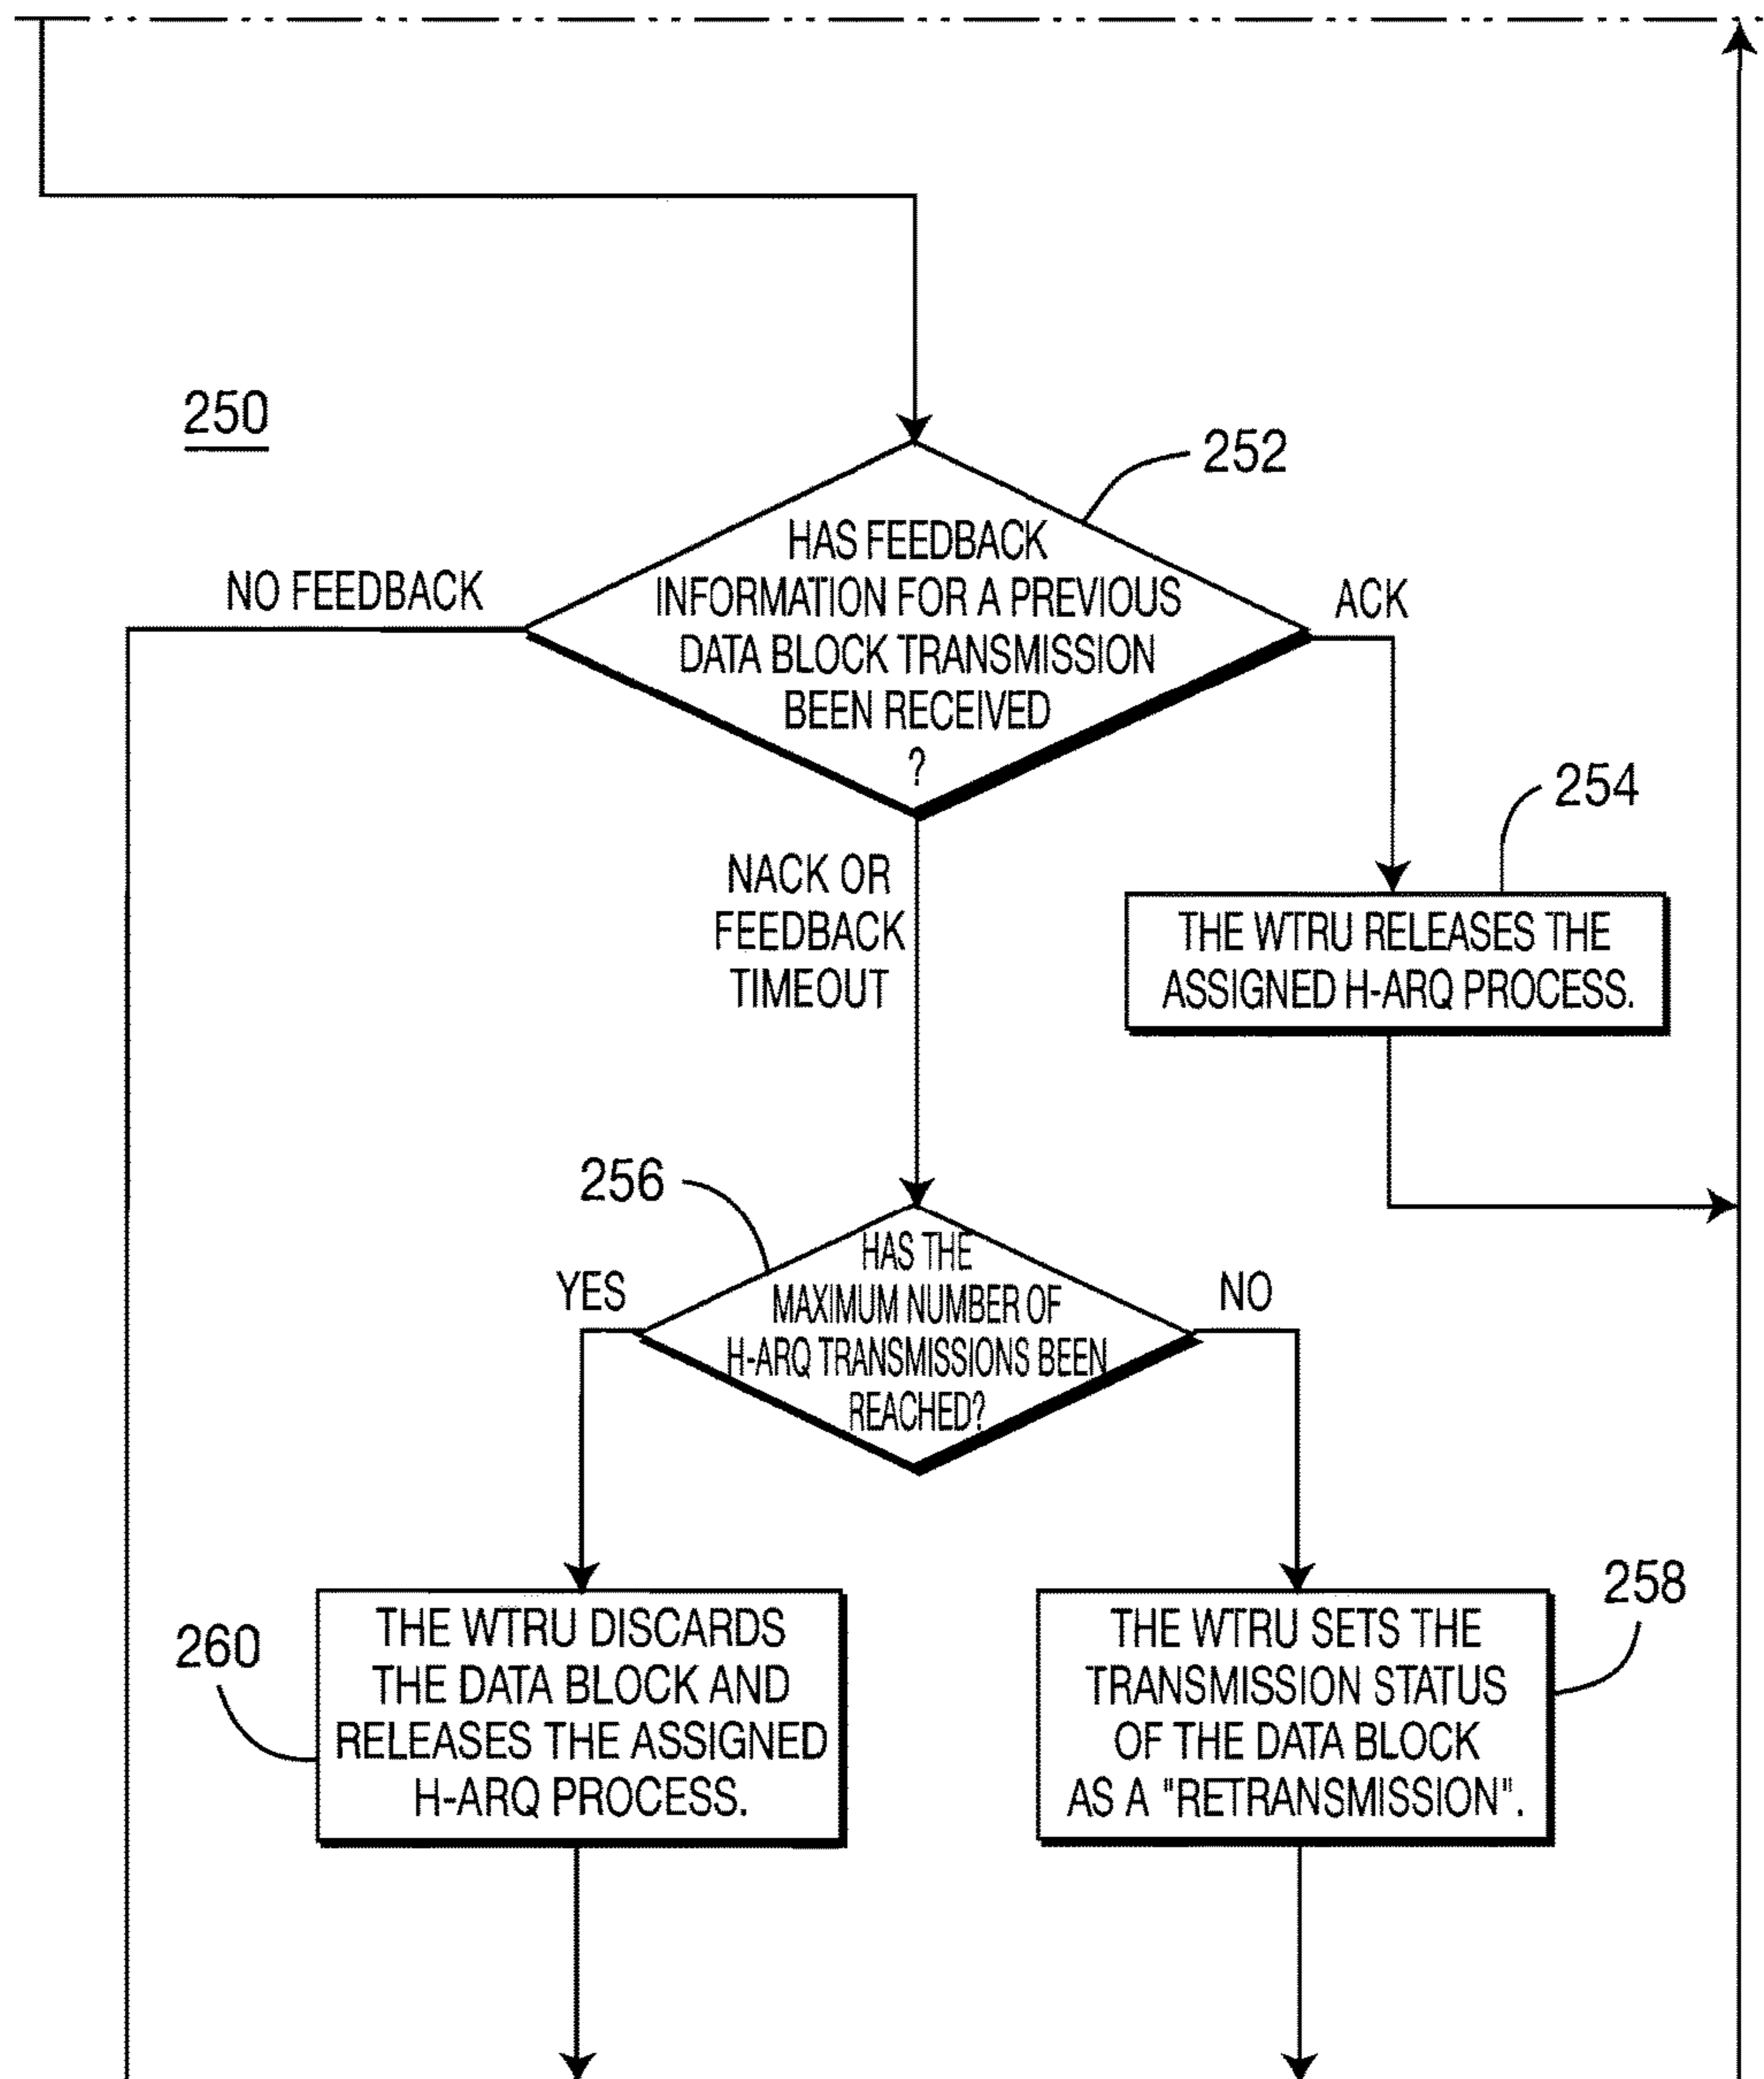 250
252
HAS FEEDBACK
INFORMATION FOR A PREVIOUS
DATA BLOCK TRANSMISSION
BEEN RECEIVED
?
NO FEEDBACK
ACK
254
NACK OR
FEEDBACK
TIMEOUT
THE WTRU RELEASES THE
ASSIGNED H-ARQ PROCESS.
256
HAS THE
MAXIMUM NUMBER OF
H-ARQ TRANSMISSIONS BEEN
REACHED?
YES
NO
260
THE WTRU DISCARDS
THE DATA BLOCK AND
RELEASES THE ASSIGNED
H-ARQ PROCESS.
258
THE WTRU SETS THE
TRANSMISSION STATUS
OF THE DATA BLOCK
AS A "RETRANSMISSION".